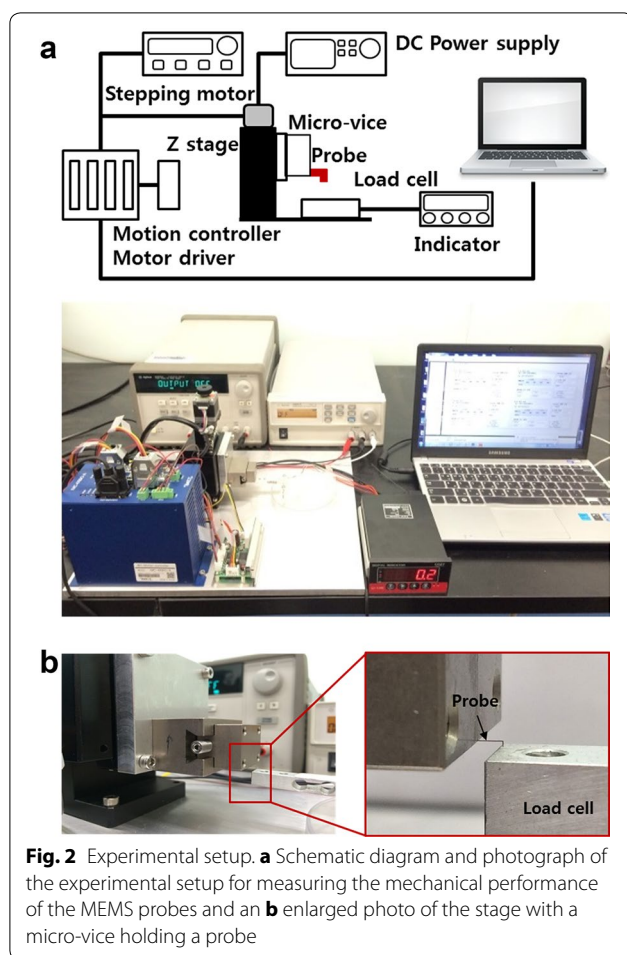 a
DC Power supply
Stepping motor
Micro-vice
Z stage
Probe
Load cell
Motion controller
Motor driver
Indicator
OUTPUT OFF
SAMSUNG
0.2
b
Probe
Load cell
Fig. 2 Experimental setup. a Schematic diagram and photograph of
the experimental setup for measuring the mechanical performance
of the MEMS probes and an b enlarged photo of the stage with a
micro-vice holding a probe